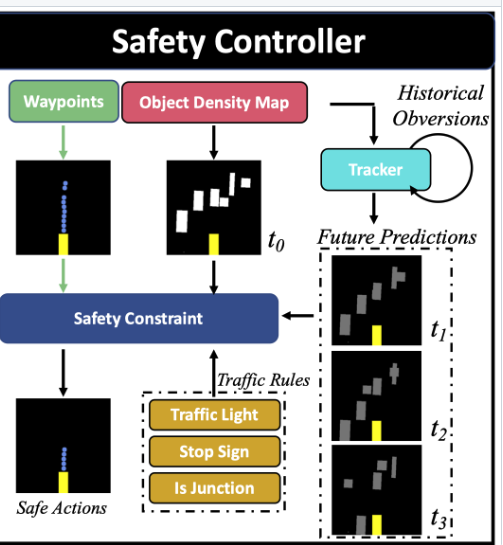 Safety Controller
Waypoints
Object Density Map
Historical
Obversions
Tracker
t0
Future Predictions
Safety Constraint
t1
Traffic Rules
Traffic Light
t2
Stop Sign
Is Junction
Safe Actions
t3